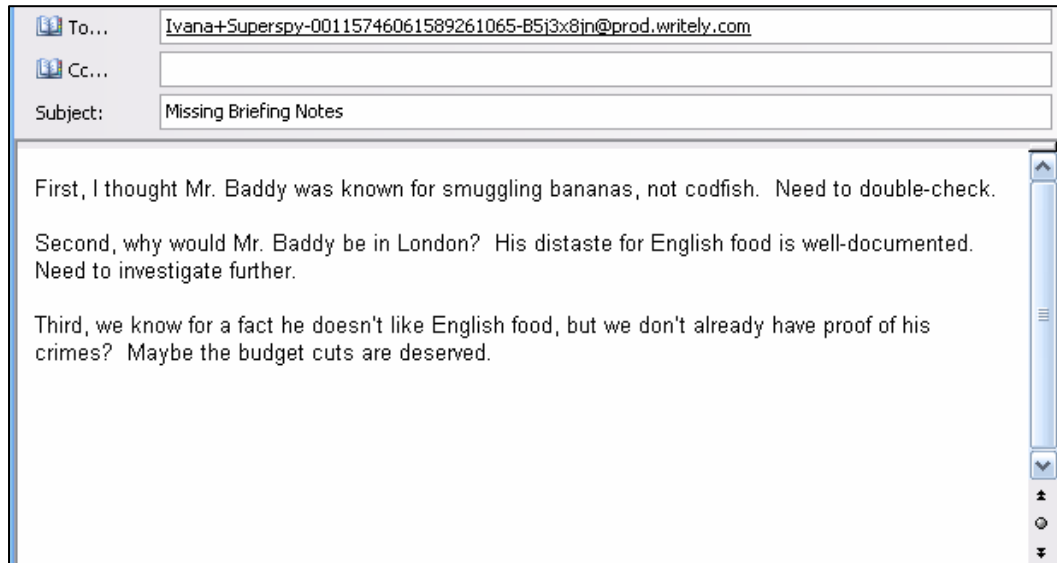 To... Ivana+Superspy-00115746061589261065-B5j3x8jn@prod.writely.com
Cc...
Subject: Missing Briefing Notes
First, I thought Mr. Baddy was known for smuggling bananas, not codfish.  Need to double-check.
Second, why would Mr. Baddy be in London?  His distaste for English food is well-documented.
Need to investigate further.
Third, we know for a fact he doesn't like English food, but we don't already have proof of his
crimes?  Maybe the budget cuts are deserved.